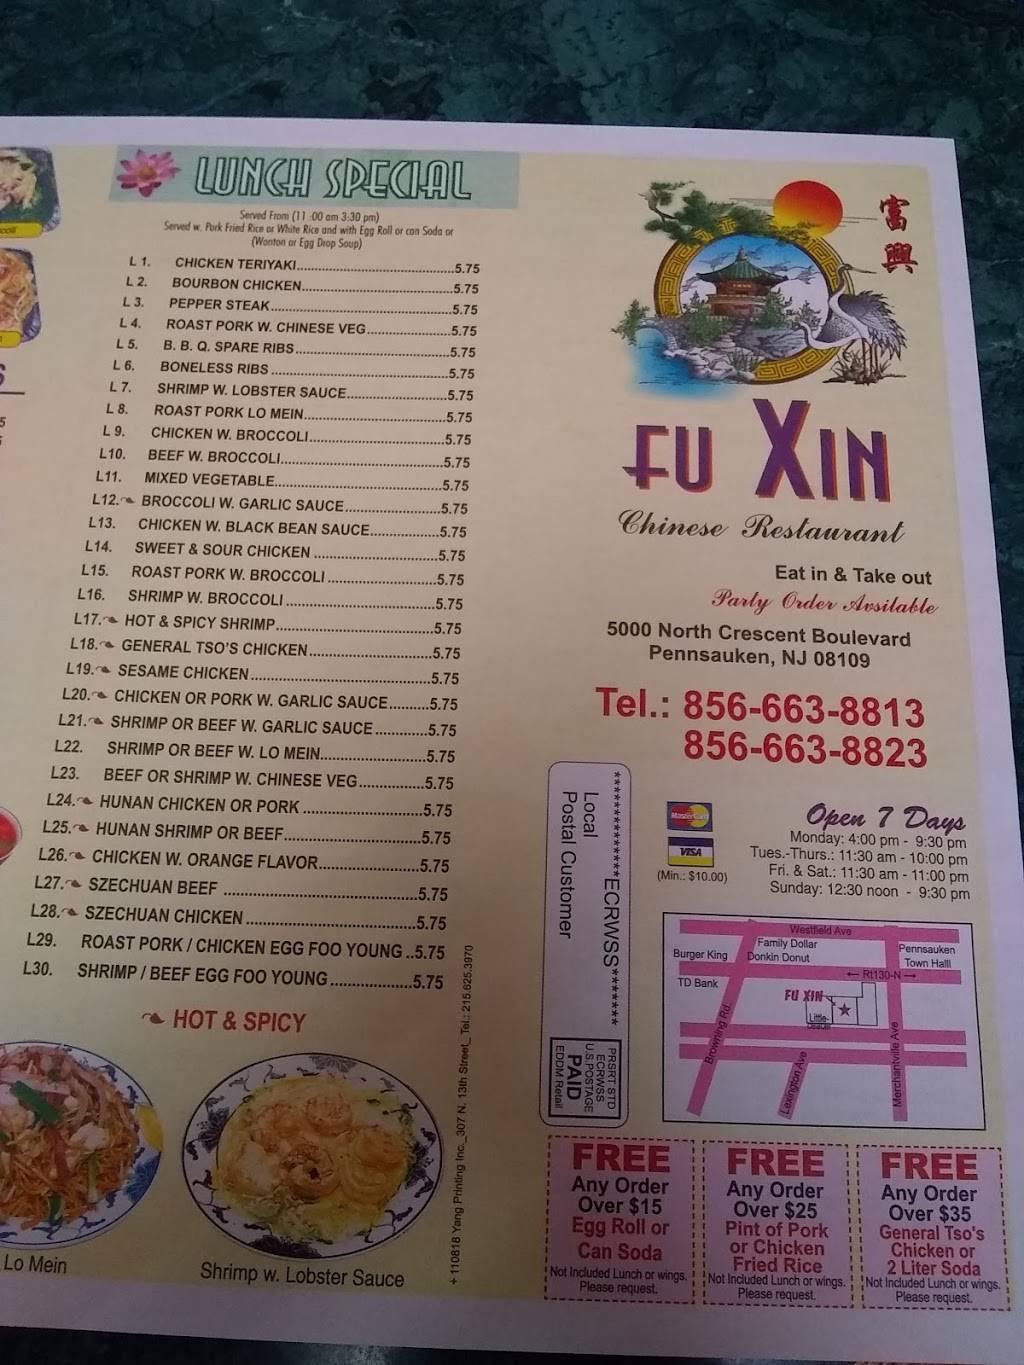 LUNCH SPECIAL
Served From (11 :00 am 3:30 pm)
Served w. Pork Fried Rice or White Rice and with Egg Roll or can Soda or
(Wonton or Egg Drop Soup)
L 1. CHICKEN TERIYAKI 5.75
L 2. BOURBON CHICKEN 5.75
L 3. PEPPER STEAK 5.75
L 4. ROAST PORK W. CHINESE VEG 5.75
L 5. B. B. Q. SPARE RIBS 5.75
L 6. BONELESS RIBS 5.75
L 7. SHRIMP W. LOBSTER SAUCE 5.75
L 8. ROAST PORK LO MEIN 5.75
L 9. CHICKEN W. BROCCOLI 5.75
L10. BEEF W. BROCCOLI 5.75
L11. MIXED VEGETABLE 5.75
L12. BROCCOLI W. GARLIC SAUCE 5.75
L13. CHICKEN W. BLACK BEAN SAUCE 5.75
L14. SWEET & SOUR CHICKEN 5.75
L15. ROAST PORK W. BROCCOLI 5.75
L16. SHRIMP W. BROCCOLI 5.75
L17. HOT & SPICY SHRIMP 5.75
L18. GENERAL TSO'S CHICKEN 5.75
L19. SESAME CHICKEN 5.75
L20. CHICKEN OR PORK W. GARLIC SAUCE 5.75
L21. SHRIMP OR BEEF W. GARLIC SAUCE 5.75
L22. SHRIMP OR BEEF W. LO MEIN 5.75
L23. BEEF OR SHRIMP W. CHINESE VEG 5.75
L24. HUNAN CHICKEN OR PORK 5.75
L25. HUNAN SHRIMP OR BEEF 5.75
L26. CHICKEN W. ORANGE FLAVOR 5.75
L27. SZECHUAN BEEF 5.75
L28. SZECHUAN CHICKEN 5.75
L29. ROAST PORK / CHICKEN EGG FOO YOUNG 5.75
L30. SHRIMP / BEEF EGG FOO YOUNG 5.75
HOT & SPICY
Lo Mein
Shrimp w. Lobster Sauce
+ 110818 Yang Printing Inc._ 307 N. 13th Street_ Tel.: 215.625.3970
富興
FU XIN
Chinese Restaurant
Eat in & Take out
Party Order Avsilable
5000 North Crescent Boulevard
Pennsauken, NJ 08109
Tel.: 856-663-8813
856-663-8823
Local
Postal Customer
PRSRT STD
ECRWSS
U.S.POSTAGE
PAID
EDDM Retail
MasterCard
VISA
(Min.: $10.00)
Open 7 Days
Monday: 4:00 pm - 9:30 pm
Tues.-Thurs.: 11:30 am - 10:00 pm
Fri. & Sat.: 11:30 am - 11:00 pm
Sunday: 12:30 noon - 9:30 pm
Westfield Ave
Burger King
Family Dollar
Donkin Donut
Pennsauken
Town Halll
TD Bank
← Rt130-N →
FU XIN
Browning Rd.
Lexington Ave
Merchantville Ave
FREE
Any Order
Over $15
Egg Roll or
Can Soda
Not Included Lunch or wings.
Please request.
FREE
Any Order
Over $25
Pint of Pork
or Chicken
Fried Rice
Not Included Lunch or wings.
Please request.
FREE
Any Order
Over $35
General Tso's
Chicken or
2 Liter Soda
Not Included Lunch or wings.
Please request.